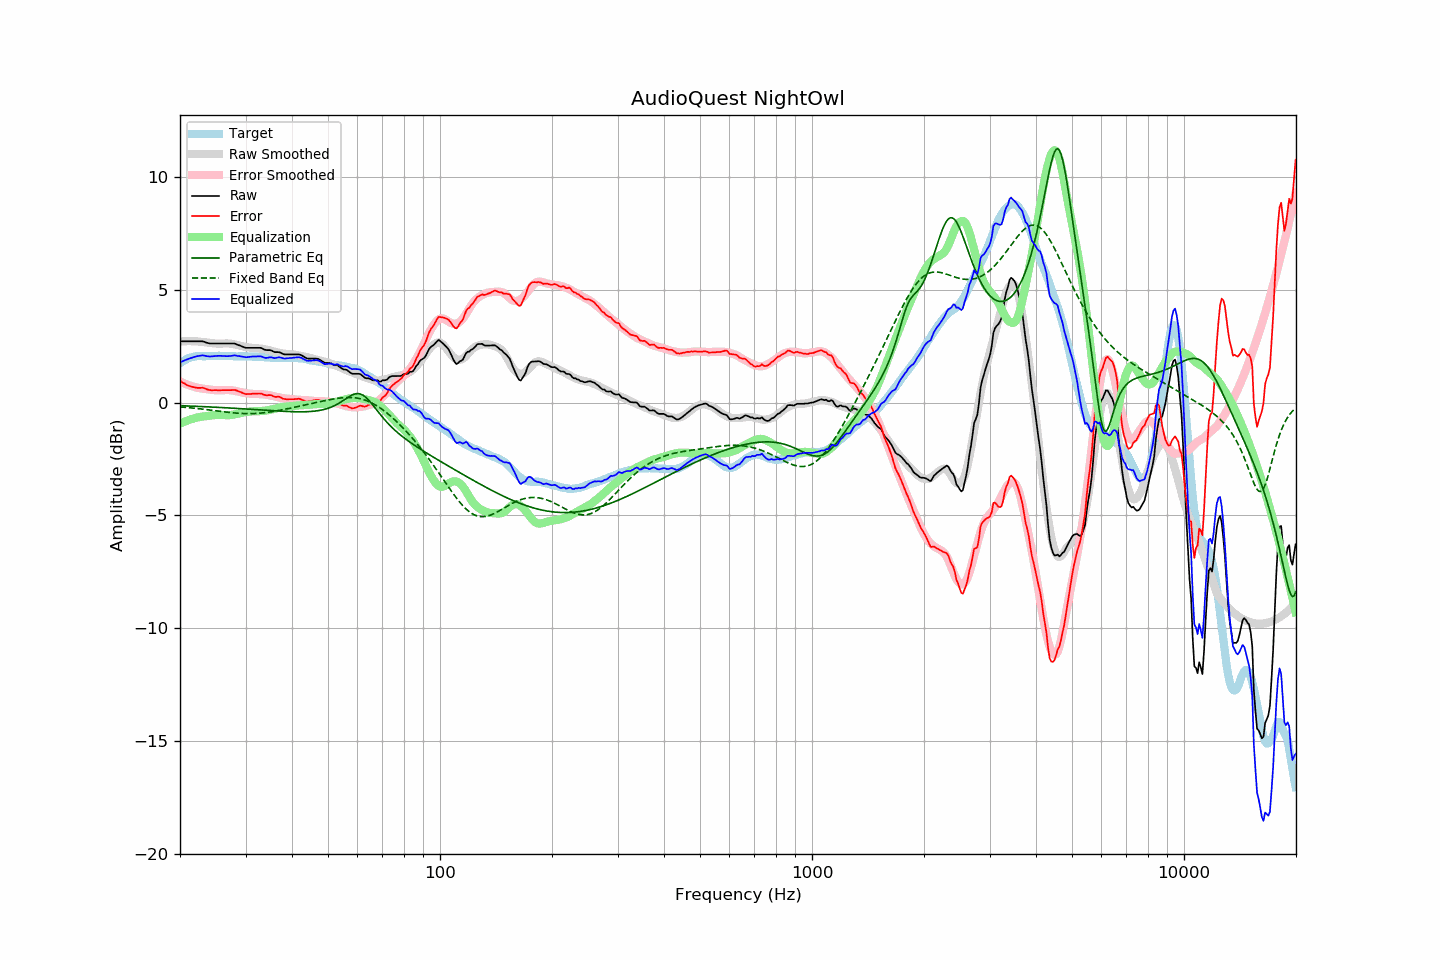 AudioQuest NightOwl
Target
Raw Smoothed
Error Smoothed
Raw
Error
Equalization
Parametric Eq
Fixed Band Eq
Equalized
10
5
0
−5
−10
−15
−20
Amplitude (dBr)
100
1000
10000
Frequency (Hz)